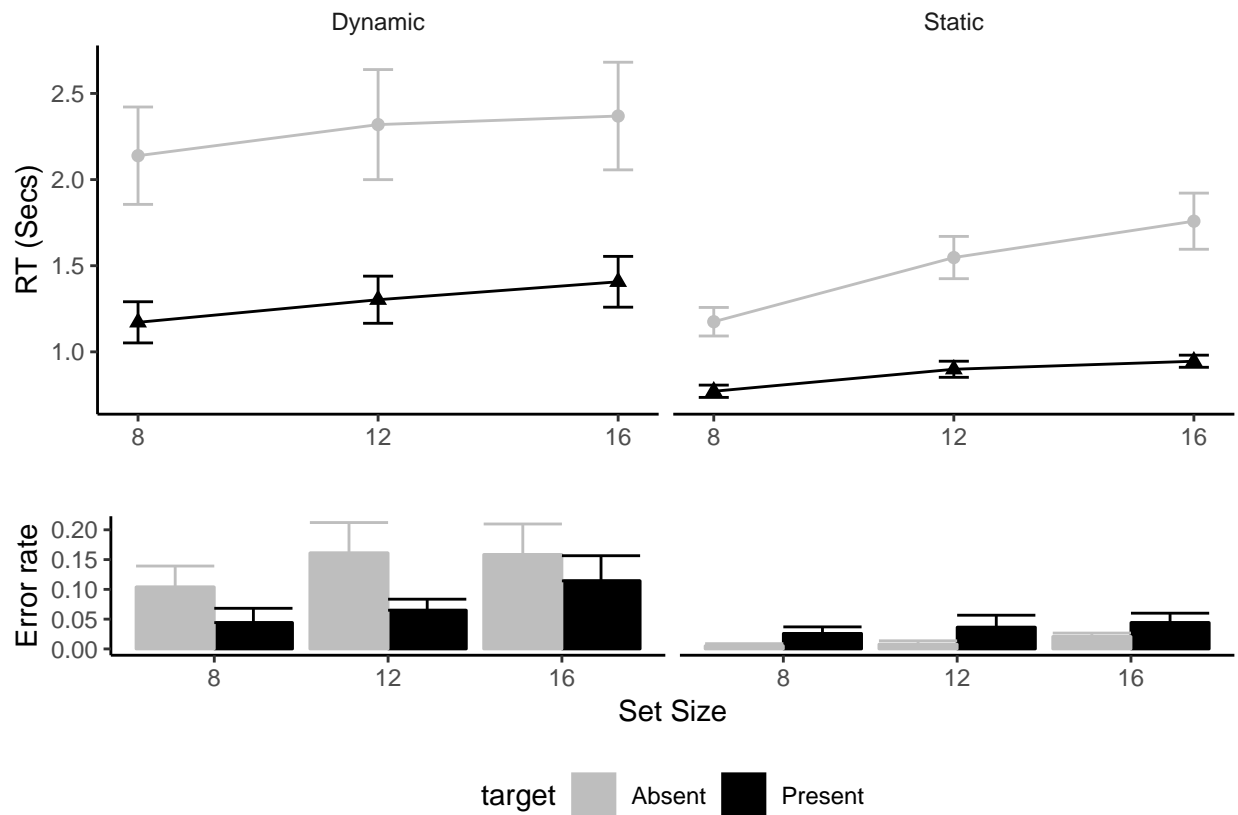 Dynamic
Static
RT (Secs)
2.5
2.0
1.5
1.0
8 12 16
8 12 16
Error rate
0.20
0.15
0.10
0.05
0.00
8 12 16
8 12 16
Set Size
target Absent Present